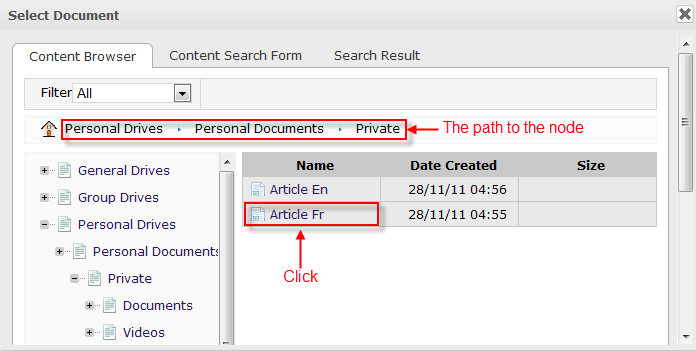 Select Document
Content Browser Content Search Form Search Result
Filter All
Personal Drives Personal Documents Private The path to the node
General Drives
Group Drives
Personal Drives
Personal Documents
Private
Documents
Videos
Name Date Created Size
Article En 28/11/11 04:56
Article Fr 28/11/11 04:55
Click